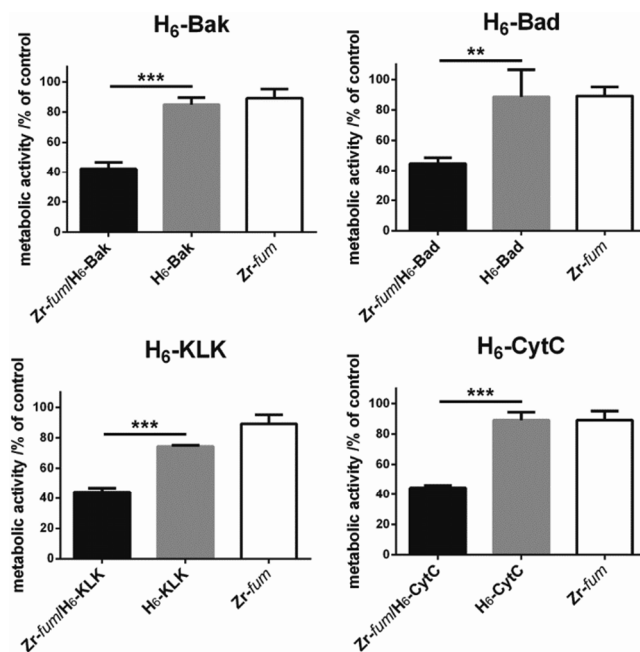 H6-Bak
metabolic activity /% of control
100
80
60
40
20
0
***
Zr-fum/H6-Bak
H6-Bak
Zr-fum
H6-Bad
metabolic activity /% of control
100
80
60
40
20
0
**
Zr-fum/H6-Bad
H6-Bad
Zr-fum
H6-KLK
metabolic activity /% of control
100
80
60
40
20
0
***
Zr-fum/H6-KLK
H6-KLK
Zr-fum
H6-CytC
metabolic activity /% of control
100
80
60
40
20
0
***
Zr-fum/H6-CytC
H6-CytC
Zr-fum